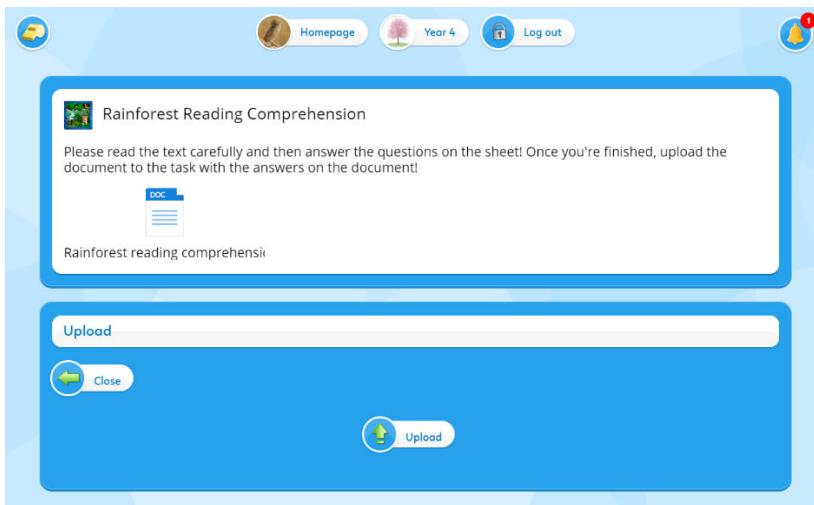 Homepage
Year 4
Log out
1
Rainforest Reading Comprehension
Please read the text carefully and then answer the questions on the sheet! Once you're finished, upload the
document to the task with the answers on the document!
DOC
Rainforest reading comprehensi
Upload
Close
Upload